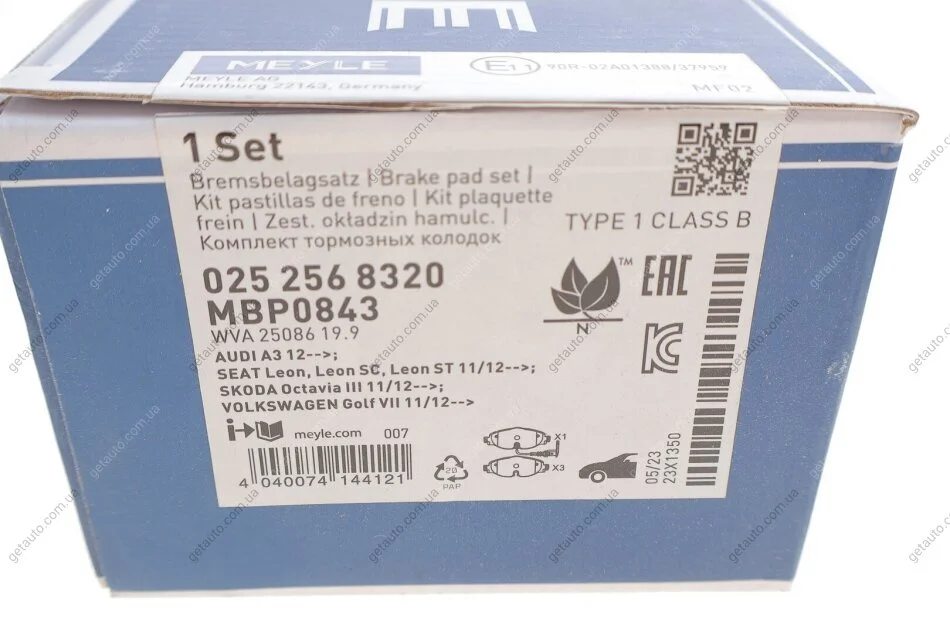 MEYLE
MEYLE AG
Hamburg 22143, Germany
E11
90R-02A01388/37959
MF02
1 Set
Bremsbelagsatz | Brake pad set |
Kit pastillas de freno | Kit plaquette
frein | Zest. okładzin hamulc. |
Комплект тормозных колодок
TYPE 1 CLASS B
025 256 8320
MBP0843
WVA 25086 19.9
TM
N
EAC
KC
AUDI A3 12-->;
SEAT Leon, Leon SC, Leon ST 11/12-->;
SKODA Octavia III 11/12-->;
VOLKSWAGEN Golf VII 11/12-->
meyle.com 007
X1
X3
4 040074 144121
20
PAP
05/23
23X1350
getauto.com.ua